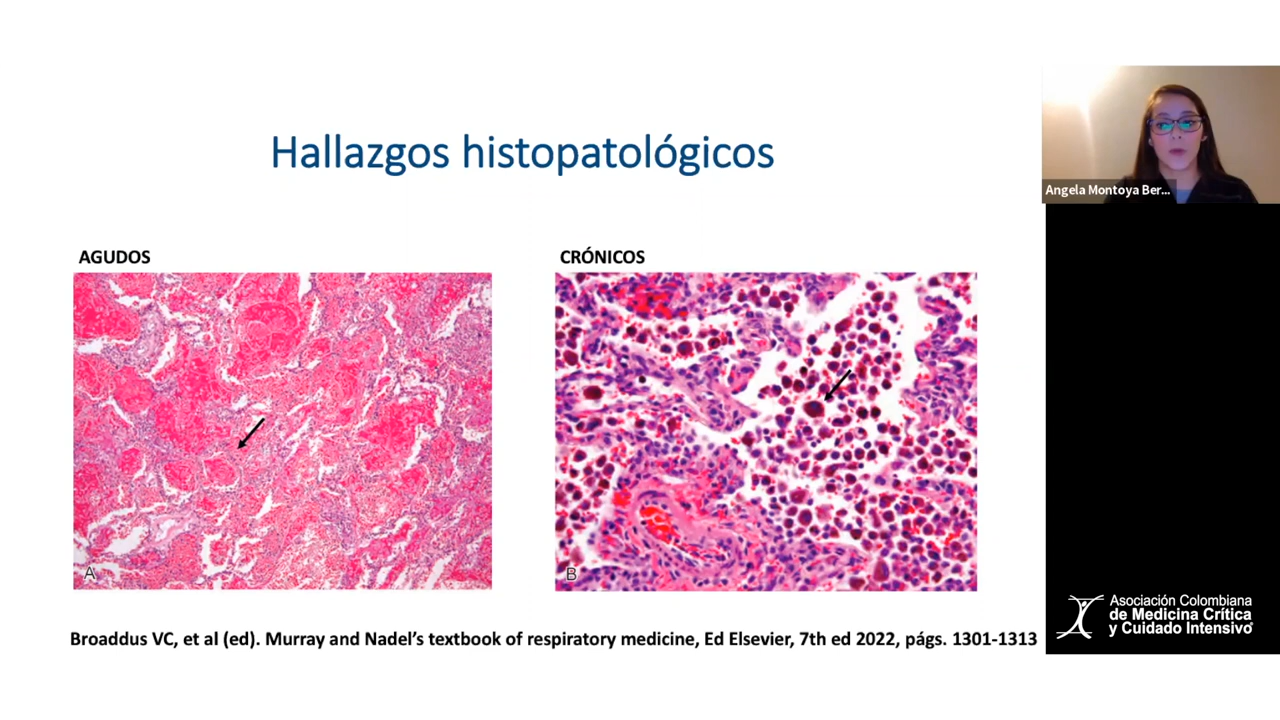 Hallazgos histopatológicos
Angela Montoya Ber...
AGUDOS
CRÓNICOS
A
B
Asociación Colombiana
de Medicina Crítica
y Cuidado Intensivo
Broaddus VC, et al (ed). Murray and Nadel’s textbook of respiratory medicine, Ed Elsevier, 7th ed 2022, págs. 1301-1313